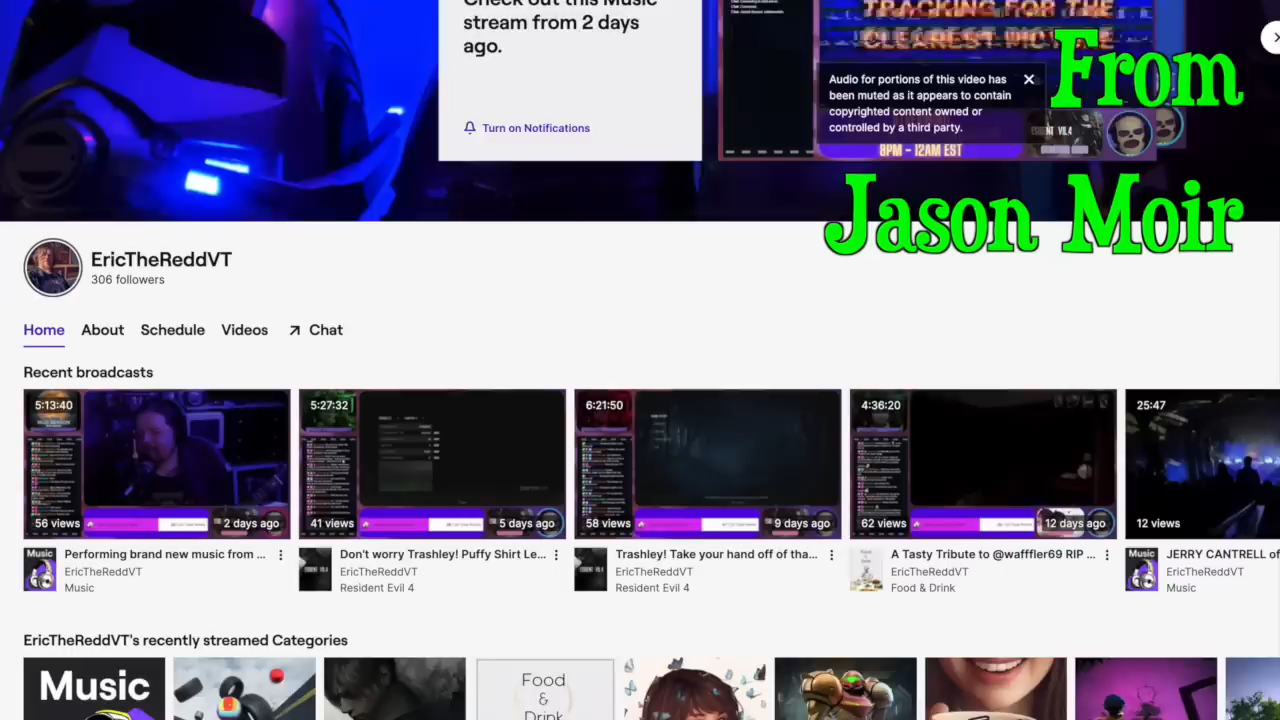 Check out this Music
stream from 2 days
ago.
Turn on Notifications
TRACKING FOR THE
CLEAREST PICTURE
Audio for portions of this video has
been muted as it appears to contain
copyrighted content owned or
controlled by a third party.
8PM - 12AM EST
From
Jason Moir
EricTheReddVT
306 followers
Home About Schedule Videos Chat
Recent broadcasts
5:13:40
56 views
2 days ago
Performing brand new music from ...
EricTheReddVT
Music
5:27:32
41 views
5 days ago
Don't worry Trashley! Puffy Shirt Le...
EricTheReddVT
Resident Evil 4
6:21:50
58 views
9 days ago
Trashley! Take your hand off of tha...
EricTheReddVT
Resident Evil 4
4:36:20
62 views
12 days ago
A Tasty Tribute to @wafffler69 RIP ...
EricTheReddVT
Food & Drink
25:47
12 views
JERRY CANTRELL of
EricTheReddVT
Music
Music
Music
EricTheReddVT's recently streamed Categories
Music
Food
&
Drink